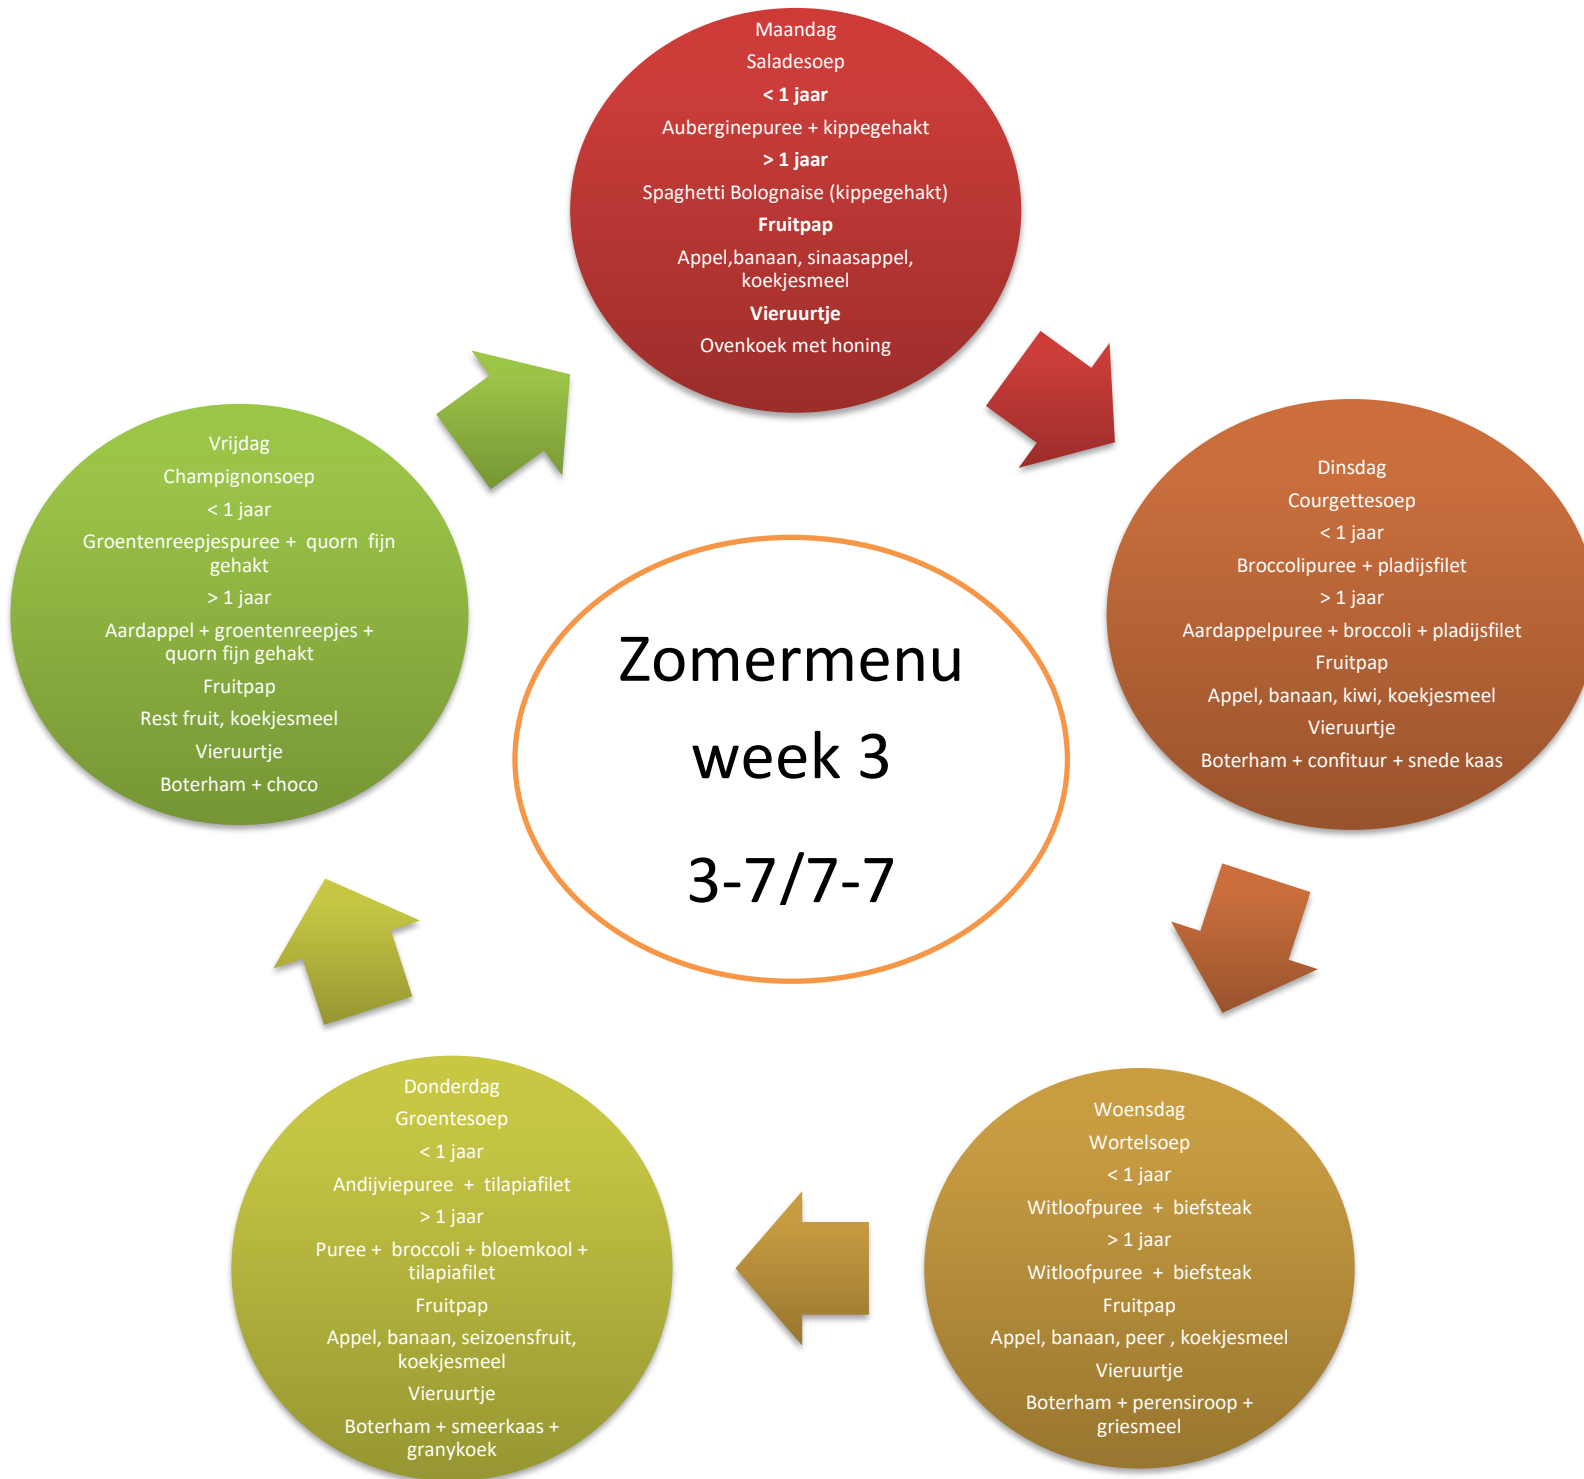 Maandag
Saladesoep
< 1 jaar
Auberginepuree + kippegehakt
> 1 jaar
Spaghetti Bolognaise (kippegehakt)
Fruitpap
Appel,banaan, sinaasappel,
koekjesmeel
Vieruurtje
Ovenkoek met honing
Dinsdag
Courgettesoep
< 1 jaar
Broccolipuree + pladijsfilet
> 1 jaar
Aardappelpuree + broccoli + pladijsfilet
Fruitpap
Appel, banaan, kiwi, koekjesmeel
Vieruurtje
Boterham + confituur + snede kaas
Woensdag
Wortelsoep
< 1 jaar
Witloofpuree + biefsteak
> 1 jaar
Witloofpuree + biefsteak
Fruitpap
Appel, banaan, peer , koekjesmeel
Vieruurtje
Boterham + perensiroop +
griesmeel
Donderdag
Groentesoep
< 1 jaar
Andijviepuree + tilapiafilet
> 1 jaar
Puree + broccoli + bloemkool +
tilapiafilet
Fruitpap
Appel, banaan, seizoensfruit,
koekjesmeel
Vieruurtje
Boterham + smeerkaas +
granykoek
Vrijdag
Champignonsoep
< 1 jaar
Groentenreepjespuree + quorn fijn
gehakt
> 1 jaar
Aardappel + groentenreepjes +
quorn fijn gehakt
Fruitpap
Rest fruit, koekjesmeel
Vieruurtje
Boterham + choco
Zomermenu
week 3
3-7/7-7